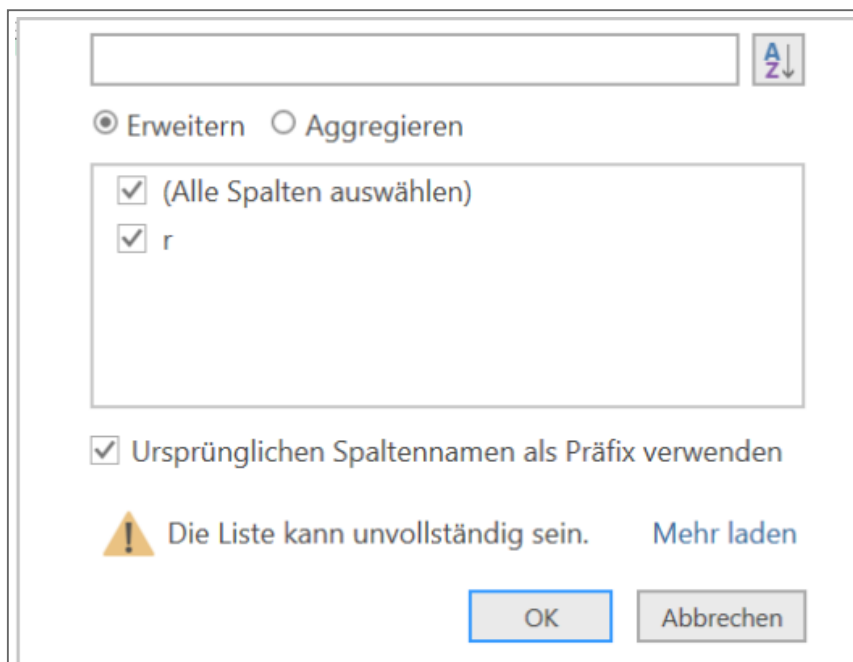 AZ
Erweitern Aggregieren
(Alle Spalten auswählen)
r
Ursprünglichen Spaltennamen als Präfix verwenden
Die Liste kann unvollständig sein. Mehr laden
OK Abbrechen